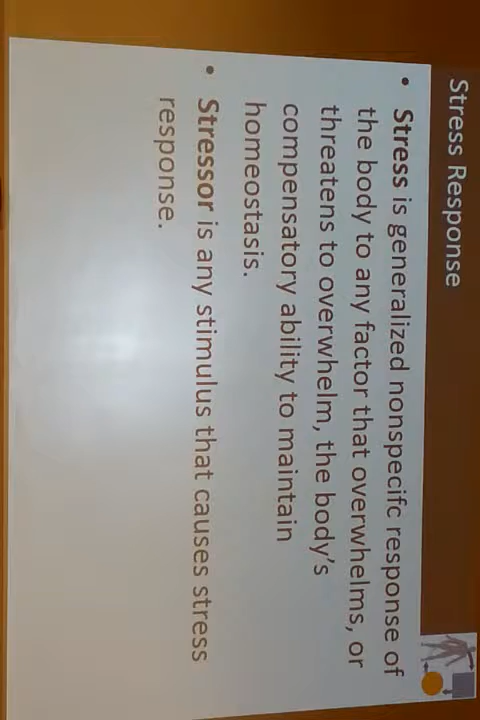 Stress Response
• Stress is generalized nonspecifc response of
the body to any factor that overwhelms, or
threatens to overwhelm, the body's
compensatory ability to maintain
homeostasis.
• Stressor is any stimulus that causes stress
response.